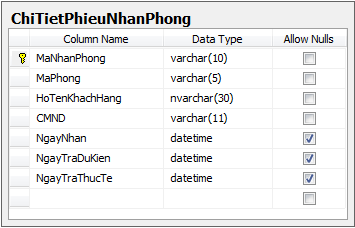 ChiTietPhieuNhanPhong
Column Name Data Type Allow Nulls
MaNhanPhong varchar(10)
MaPhong varchar(5)
HoTenKhachHang nvarchar(30)
CMND varchar(11)
NgayNhan datetime
NgayTraDuKien datetime
NgayTraThucTe datetime